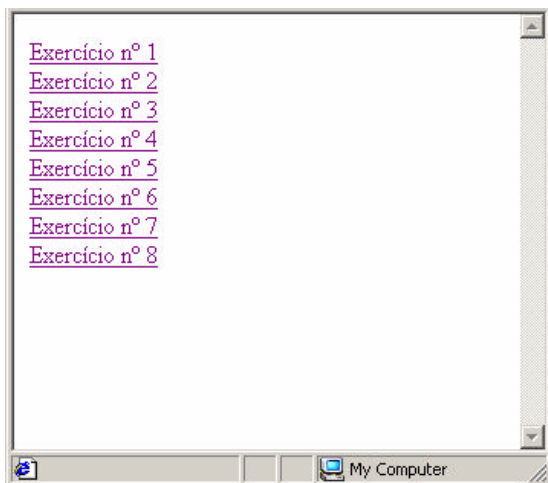 Exercício nº 1
Exercício nº 2
Exercício nº 3
Exercício nº 4
Exercício nº 5
Exercício nº 6
Exercício nº 7
Exercício nº 8
My Computer